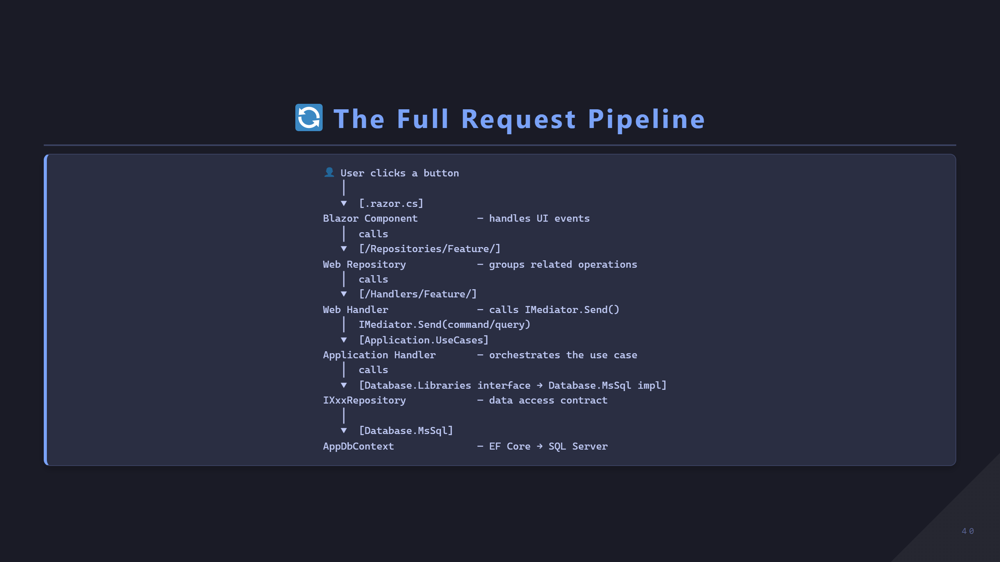 🔄 The Full Request Pipeline
👤 User clicks a button
│
▼  [.razor.cs]
Blazor Component          — handles UI events
│  calls
▼  [/Repositories/Feature/]
Web Repository            — groups related operations
│  calls
▼  [/Handlers/Feature/]
Web Handler               — calls IMediator.Send()
│  IMediator.Send(command/query)
▼  [Application.UseCases]
Application Handler       — orchestrates the use case
│  calls
▼  [Database.Libraries interface → Database.MsSql impl]
IXxxRepository            — data access contract
│
▼  [Database.MsSql]
AppDbContext              — EF Core → SQL Server
40